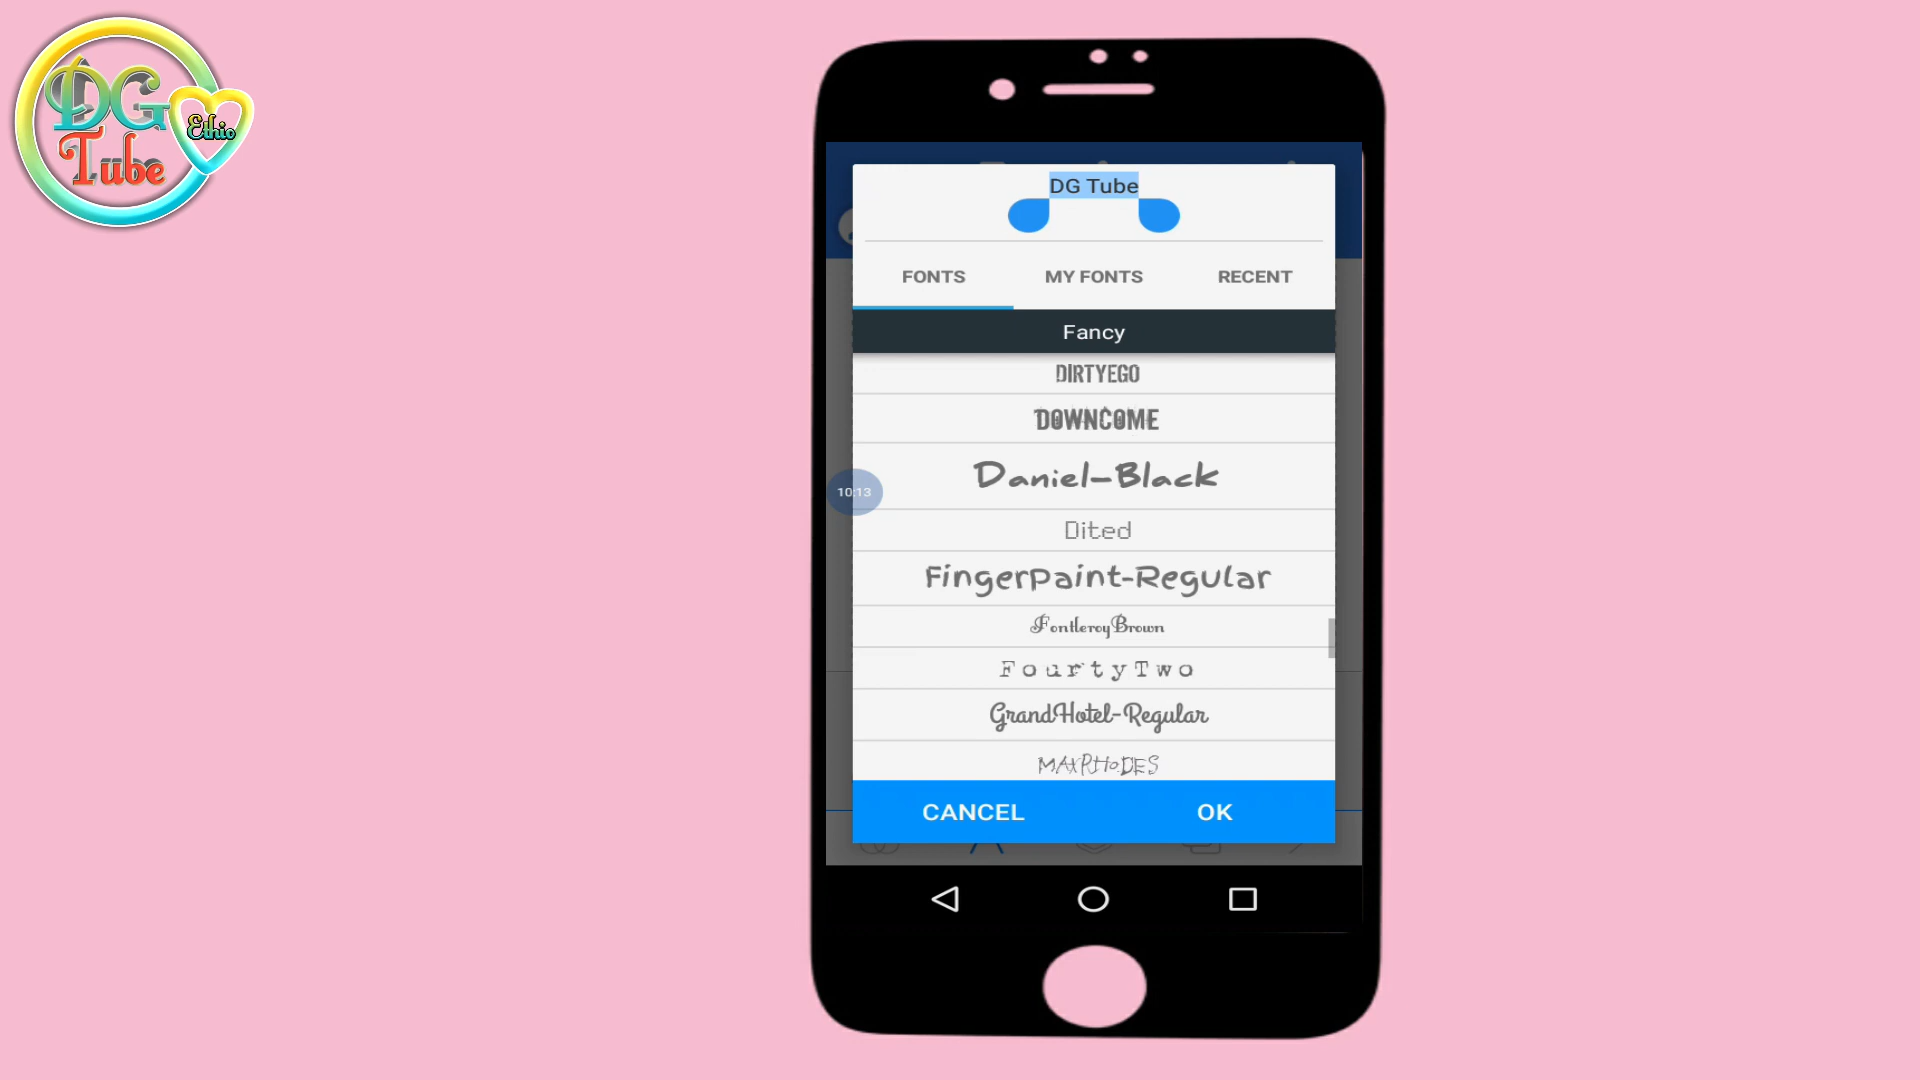 DG
Ethio
Tube
DG Tube
FONTS MY FONTS RECENT
Fancy
DIRTYEGO
DOWNCOME
10:13
Daniel-Black
Dited
FingerPaint-Regular
FontleroyBrown
FourtyTwo
GrandHotel-Regular
MAXRHODES
CANCEL OK